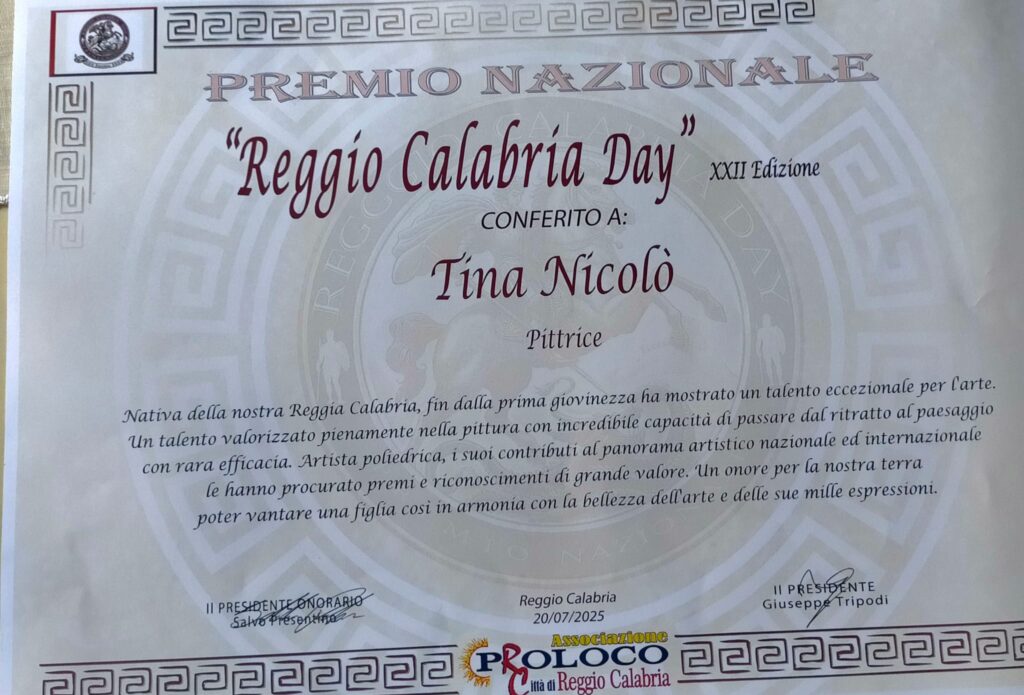 PREMIO NAZIONALE
"Reggio Calabria Day" XXII Edizione
CONFERITO A:
Tina Nicolò
Pittrice
Nativa della nostra Reggia Calabria, fin dalla prima giovinezza ha mostrato un talento eccezionale per l'arte.
Un talento valorizzato pienamente nella pittura con incredibile capacità di passare dal ritratto al paesaggio
con rara efficacia. Artista poliedrica, i suoi contributi al panorama artistico nazionale ed internazionale
le hanno procurato premi e riconoscimenti di grande valore. Un onore per la nostra terra
poter vantare una figlia così in armonia con la bellezza dell'arte e delle sue mille espressioni.
Il PRESIDENTE ONORARIO
Salvo Presentino
Reggio Calabria
20/07/2025
Il PRESIDENTE
Giuseppe Tripodi
Associazione
PROLOCO
Città di Reggio Calabria